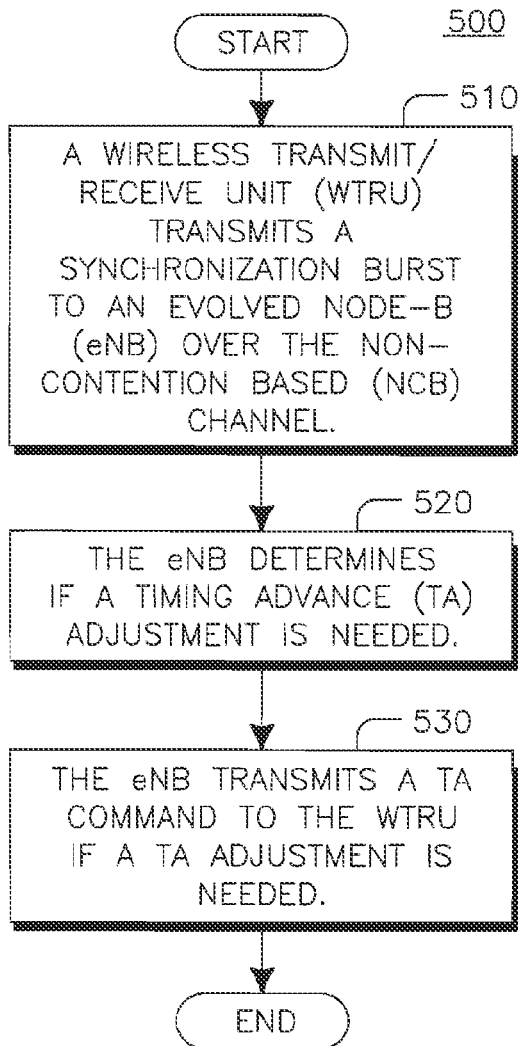 500
START
510
A WIRELESS TRANSMIT/
RECEIVE UNIT (WTRU)
TRANSMITS A
SYNCHRONIZATION BURST
TO AN EVOLVED NODE-B
(eNB) OVER THE NON-
CONTENTION BASED (NCB)
CHANNEL.
520
THE eNB DETERMINES
IF A TIMING ADVANCE (TA)
ADJUSTMENT IS NEEDED.
530
THE eNB TRANSMITS A TA
COMMAND TO THE WTRU
IF A TA ADJUSTMENT IS
NEEDED.
END